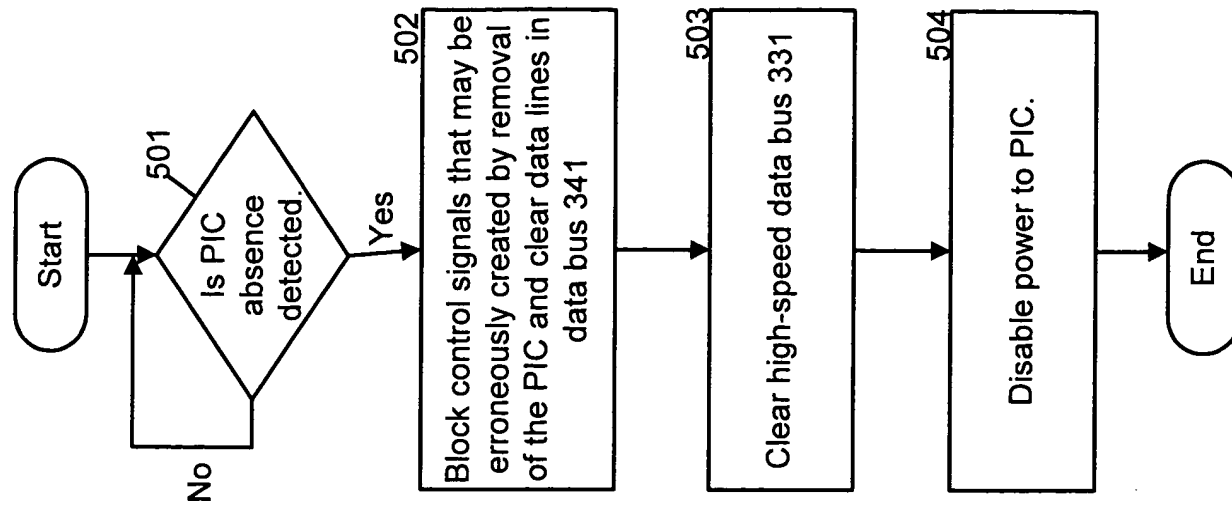 Start
501
Is PIC
absence
detected.
No
Yes
502
Block control signals that may be
erroneously created by removal
of the PIC and clear data lines in
data bus 341
503
Clear high-speed data bus 331
504
Disable power to PIC.
End